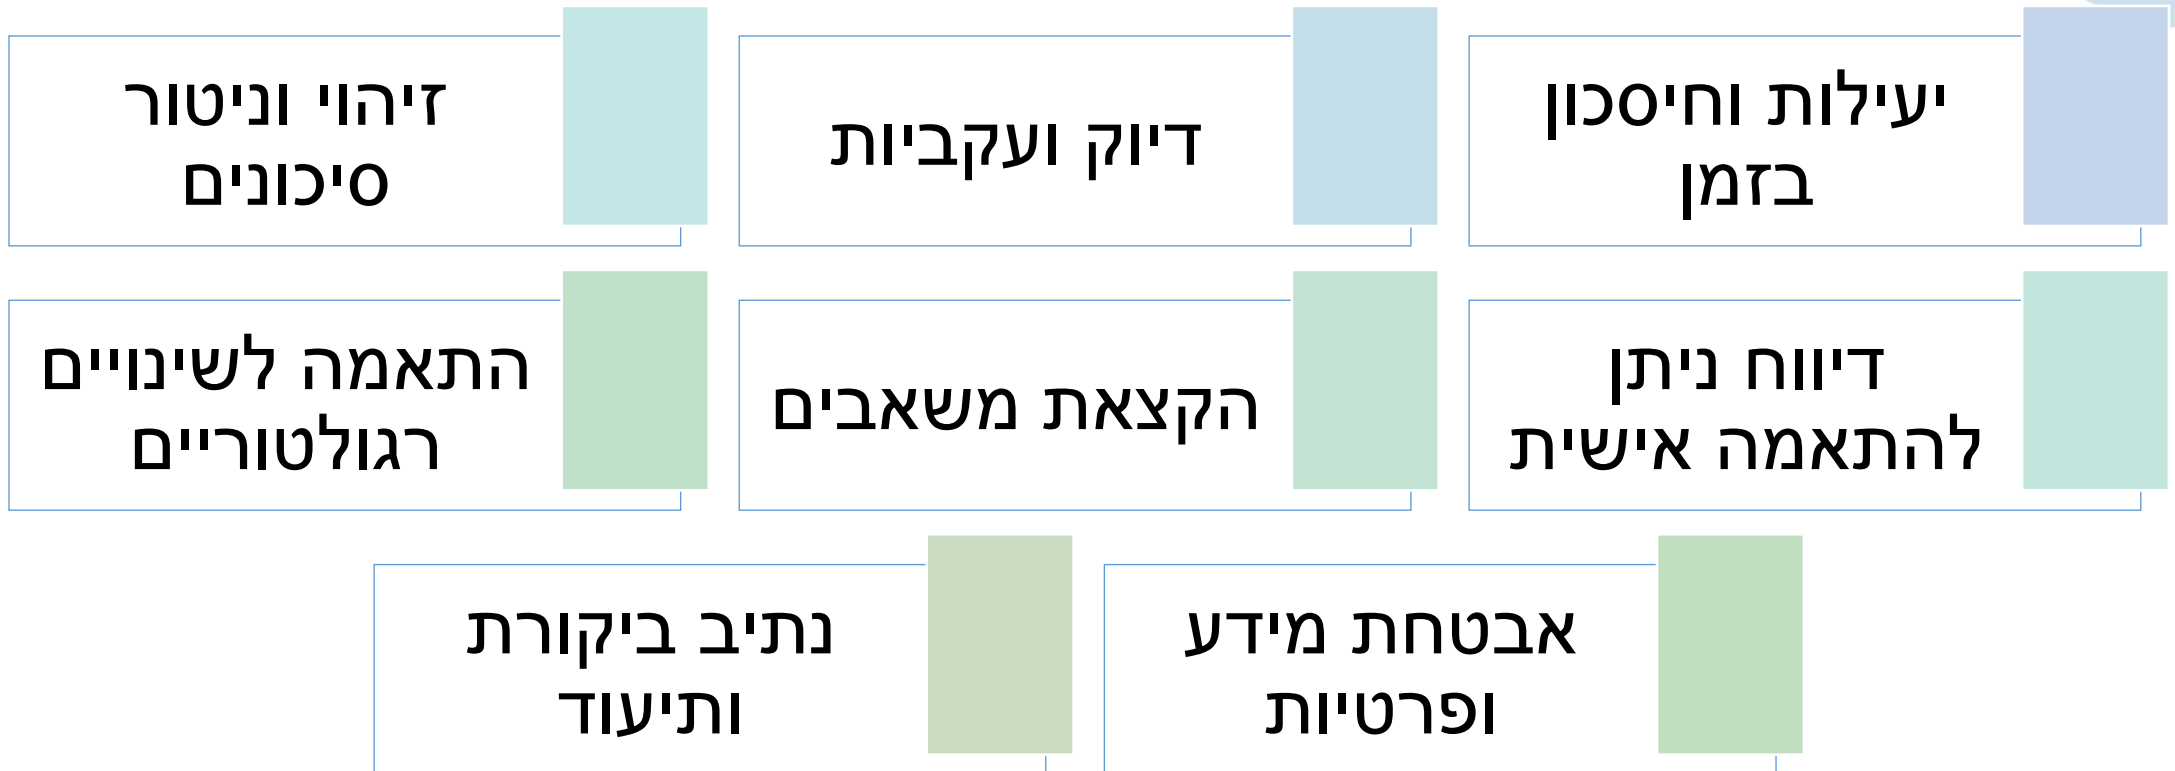 יעילות וחיסכון
בזמן
דיוק ועקביות
זיהוי וניטור
סיכונים
דיווח ניתן
להתאמה אישית
הקצאת משאבים
התאמה לשינויים
רגולטוריים
אבטחת מידע
ופרטיות
נתיב ביקורת
ותיעוד